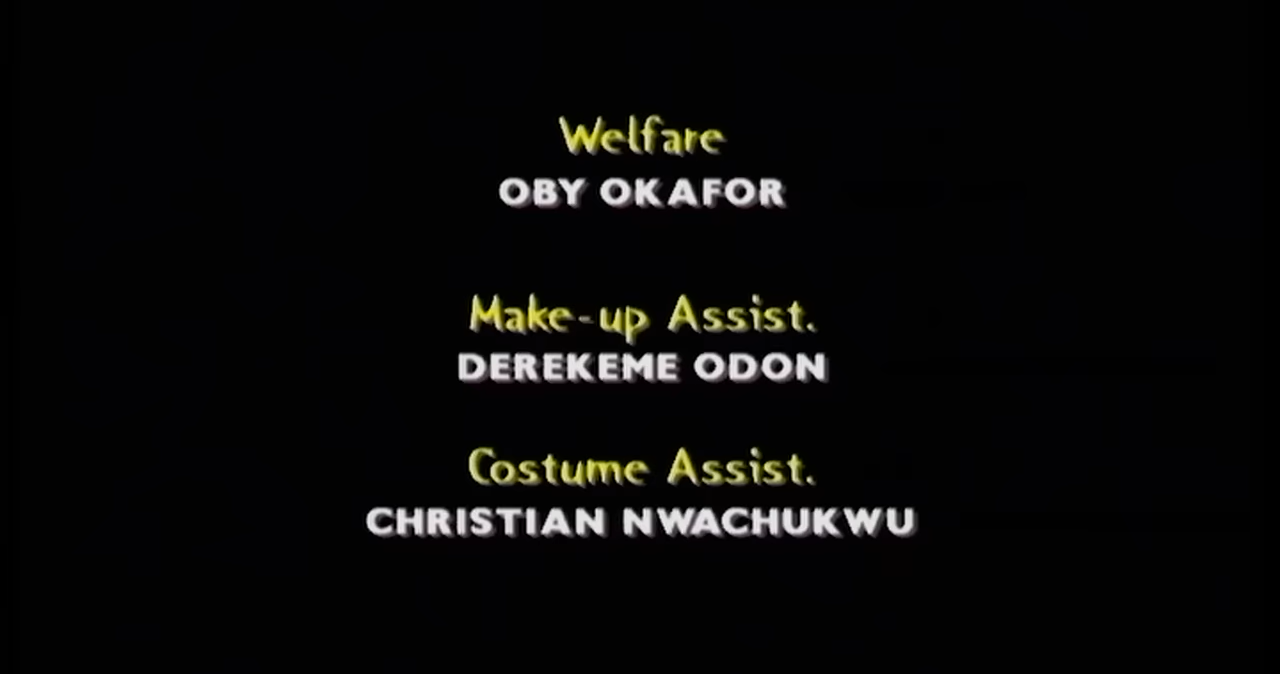 Welfare
OBY OKAFOR
Make-up Assist.
DEREKEME ODON
Costume Assist.
CHRISTIAN NWACHUKWU